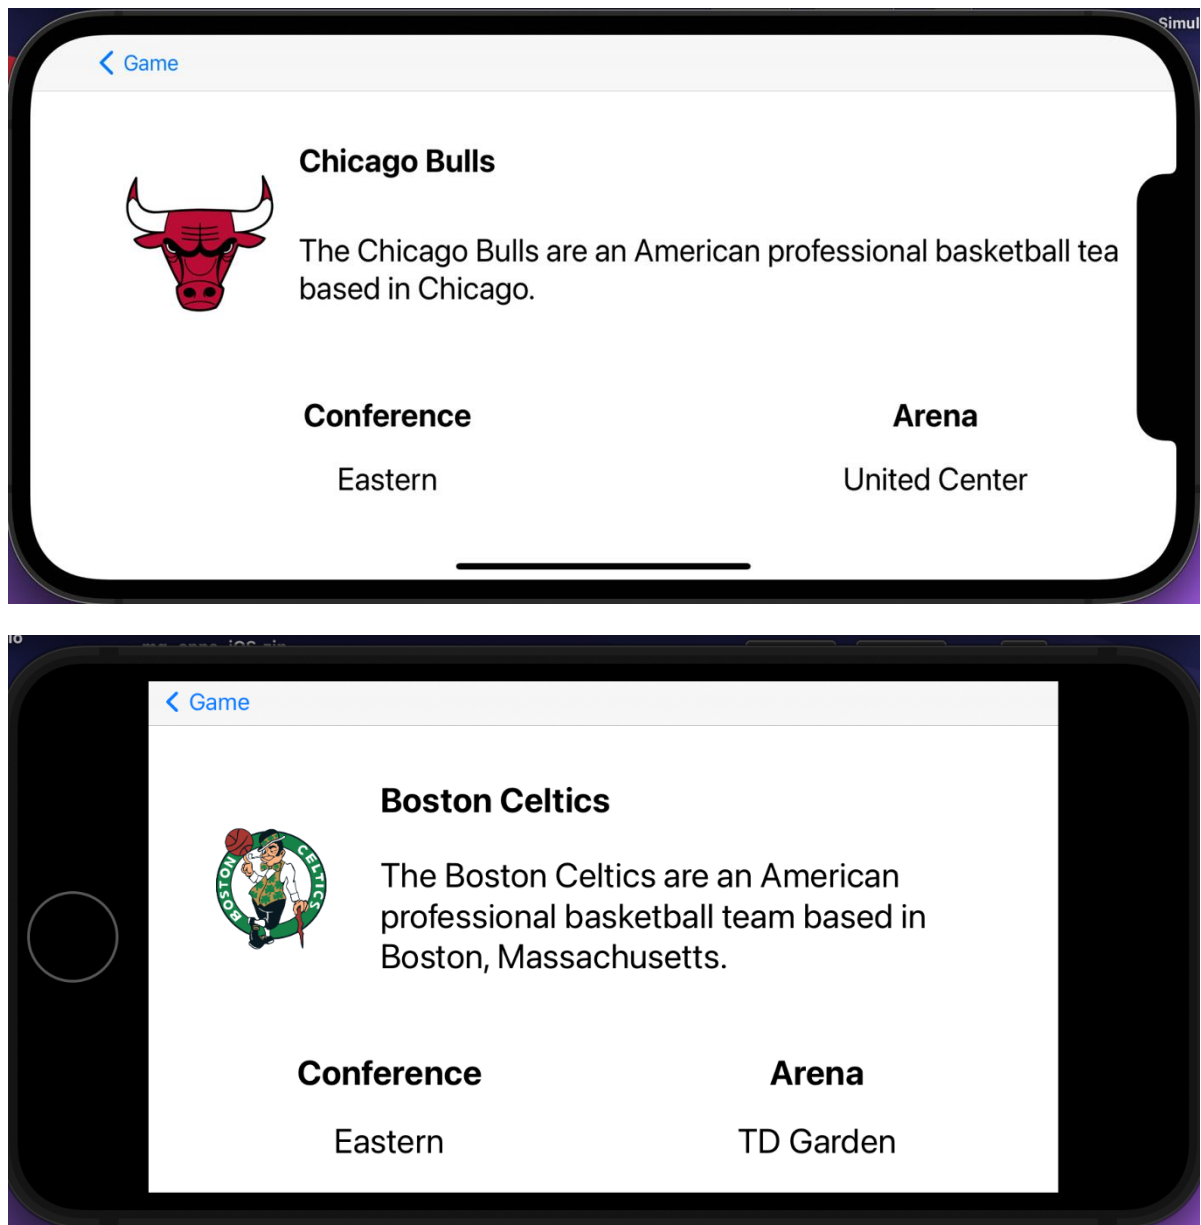 Simul
Game
Chicago Bulls
The Chicago Bulls are an American professional basketball tea
based in Chicago.
Conference
Arena
Eastern
United Center
Game
Boston Celtics
BOSTON CELTICS
The Boston Celtics are an American
professional basketball team based in
Boston, Massachusetts.
Conference
Arena
Eastern
TD Garden